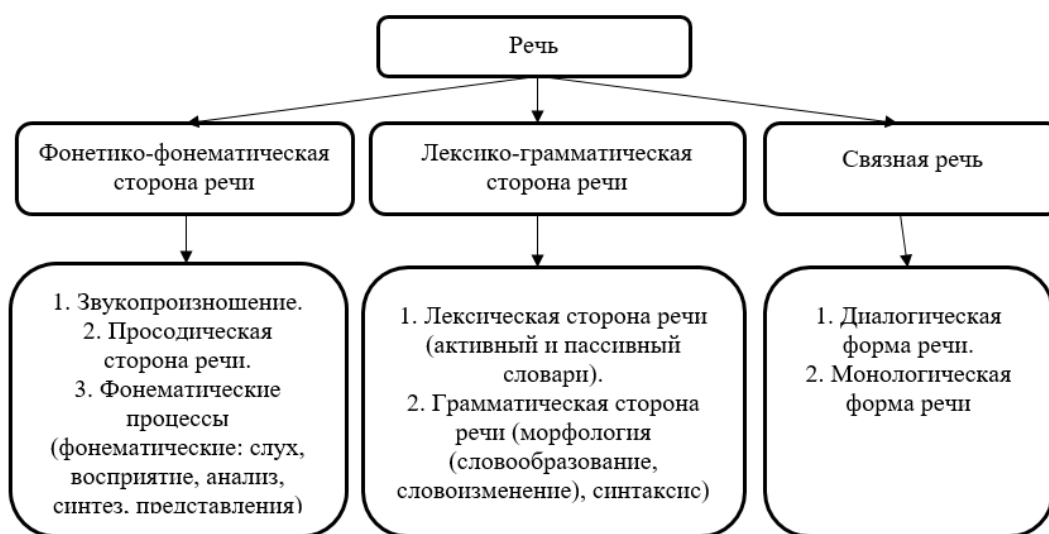 Речь
Фонетико-фонематическая
сторона речи
Лексико-грамматическая
сторона речи
Связная речь
1. Звукопроизношение.
2. Просодическая
сторона речи.
3. Фонематические
процессы
(фонематические: слух,
восприятие, анализ,
синтез, представления)
1. Лексическая сторона речи
(активный и пассивный
словари).
2. Грамматическая сторона
речи (морфология
(словообразование,
словоизменение), синтаксис)
1. Диалогическая
форма речи.
2. Монологическая
форма речи